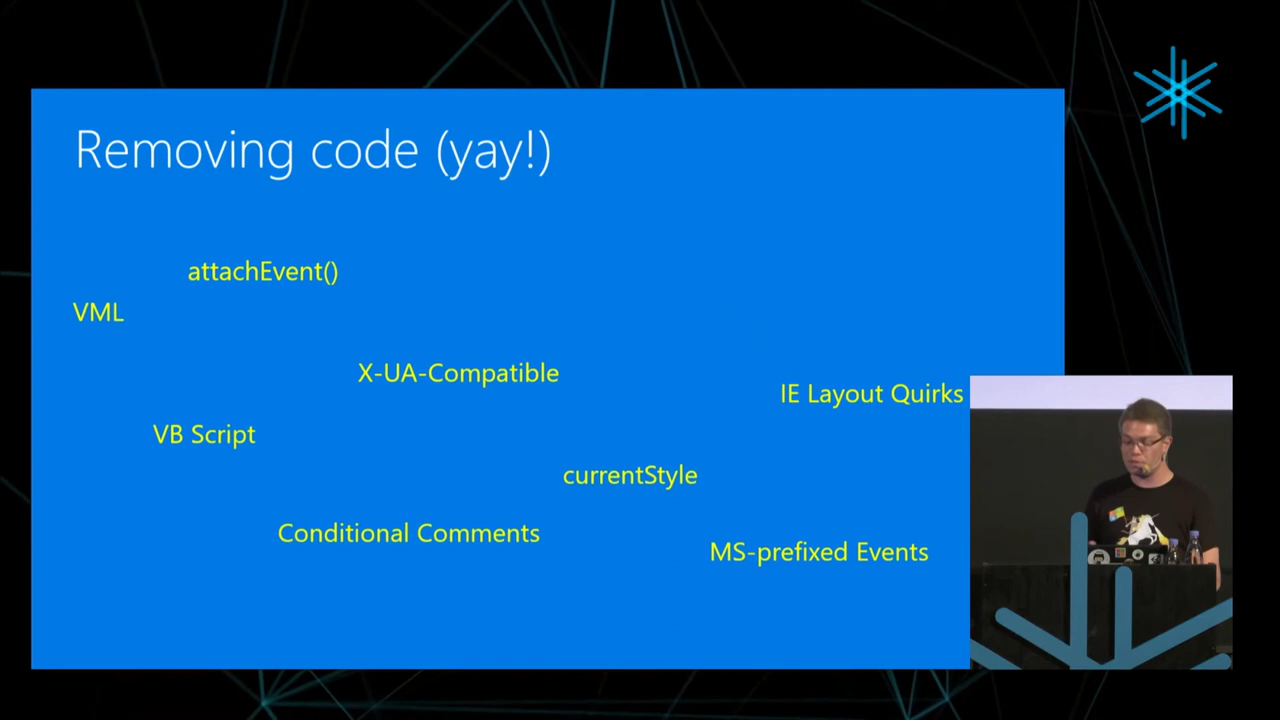 Removing code (yay!)
attachEvent()
VML
X-UA-Compatible
IE Layout Quirks
VB Script
currentStyle
Conditional Comments
MS-prefixed Events